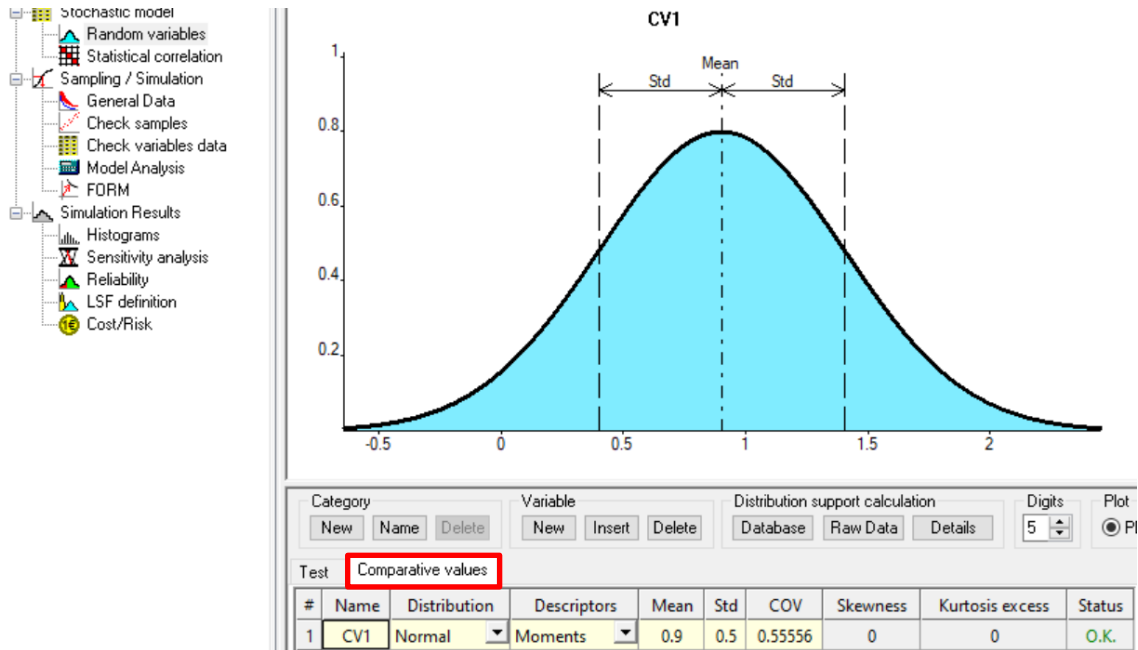 Stochastic model
Random variables
Statistical correlation
Sampling / Simulation
General Data
Check samples
Check variables data
Model Analysis
FORM
Simulation Results
Histograms
Sensitivity analysis
Reliability
LSF definition
Cost/Risk
CV1
Mean
Std Std
1
0.8
0.6
0.4
0.2
-0.5 0 0.5 1 1.5 2
Category Variable Distribution support calculation Digits Plot
New Name Delete New Insert Delete Database Raw Data Details 5
Test Comparative values
# Name Distribution Descriptors Mean Std COV Skewness Kurtosis excess Status
1 CV1 Normal Moments 0.9 0.5 0.55556 0 0 O.K.